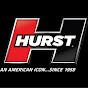 HURST
AN AMERICAN ICON...SINCE 1958